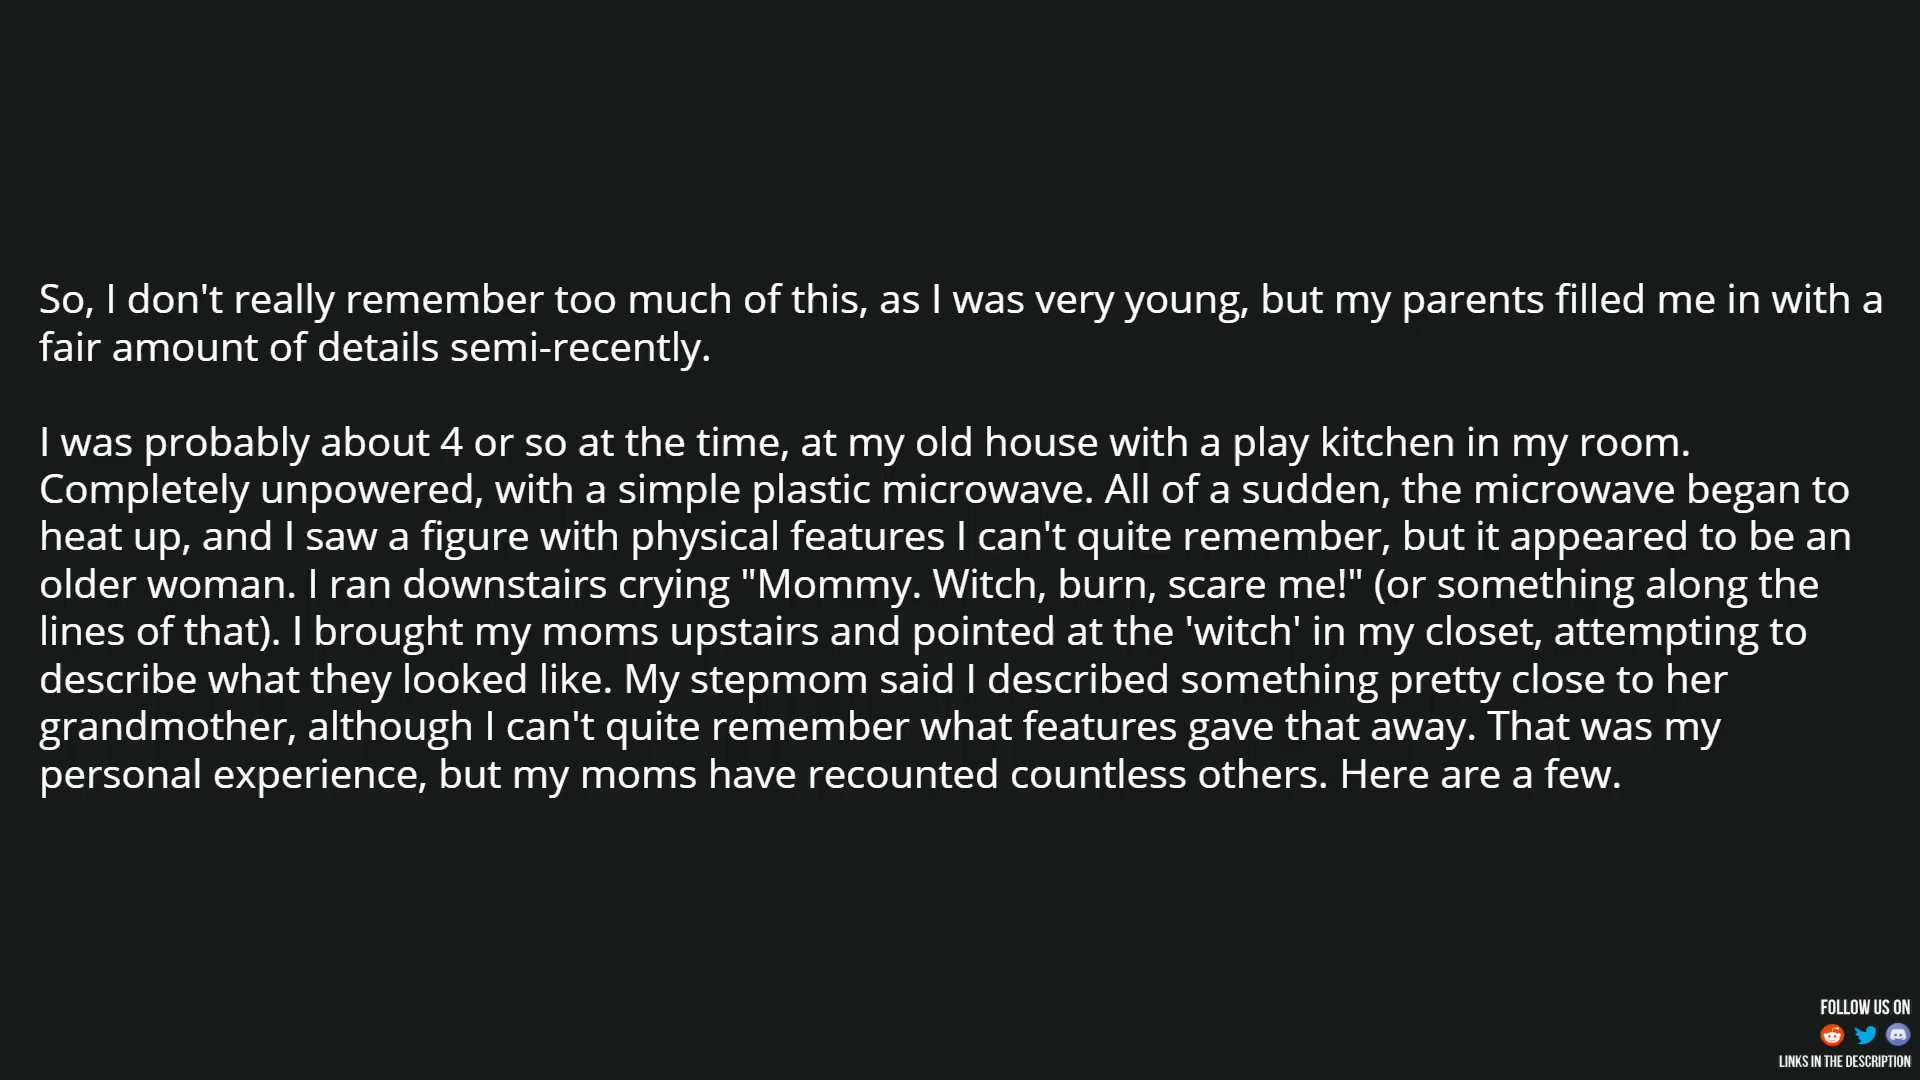 So, I don't really remember too much of this, as I was very young, but my parents filled me in with a
fair amount of details semi-recently.
I was probably about 4 or so at the time, at my old house with a play kitchen in my room.
Completely unpowered, with a simple plastic microwave. All of a sudden, the microwave began to
heat up, and I saw a figure with physical features I can't quite remember, but it appeared to be an
older woman. I ran downstairs crying "Mommy. Witch, burn, scare me!" (or something along the
lines of that). I brought my moms upstairs and pointed at the 'witch' in my closet, attempting to
describe what they looked like. My stepmom said I described something pretty close to her
grandmother, although I can't quite remember what features gave that away. That was my
personal experience, but my moms have recounted countless others. Here are a few.
FOLLOW US ON
LINKS IN THE DESCRIPTION